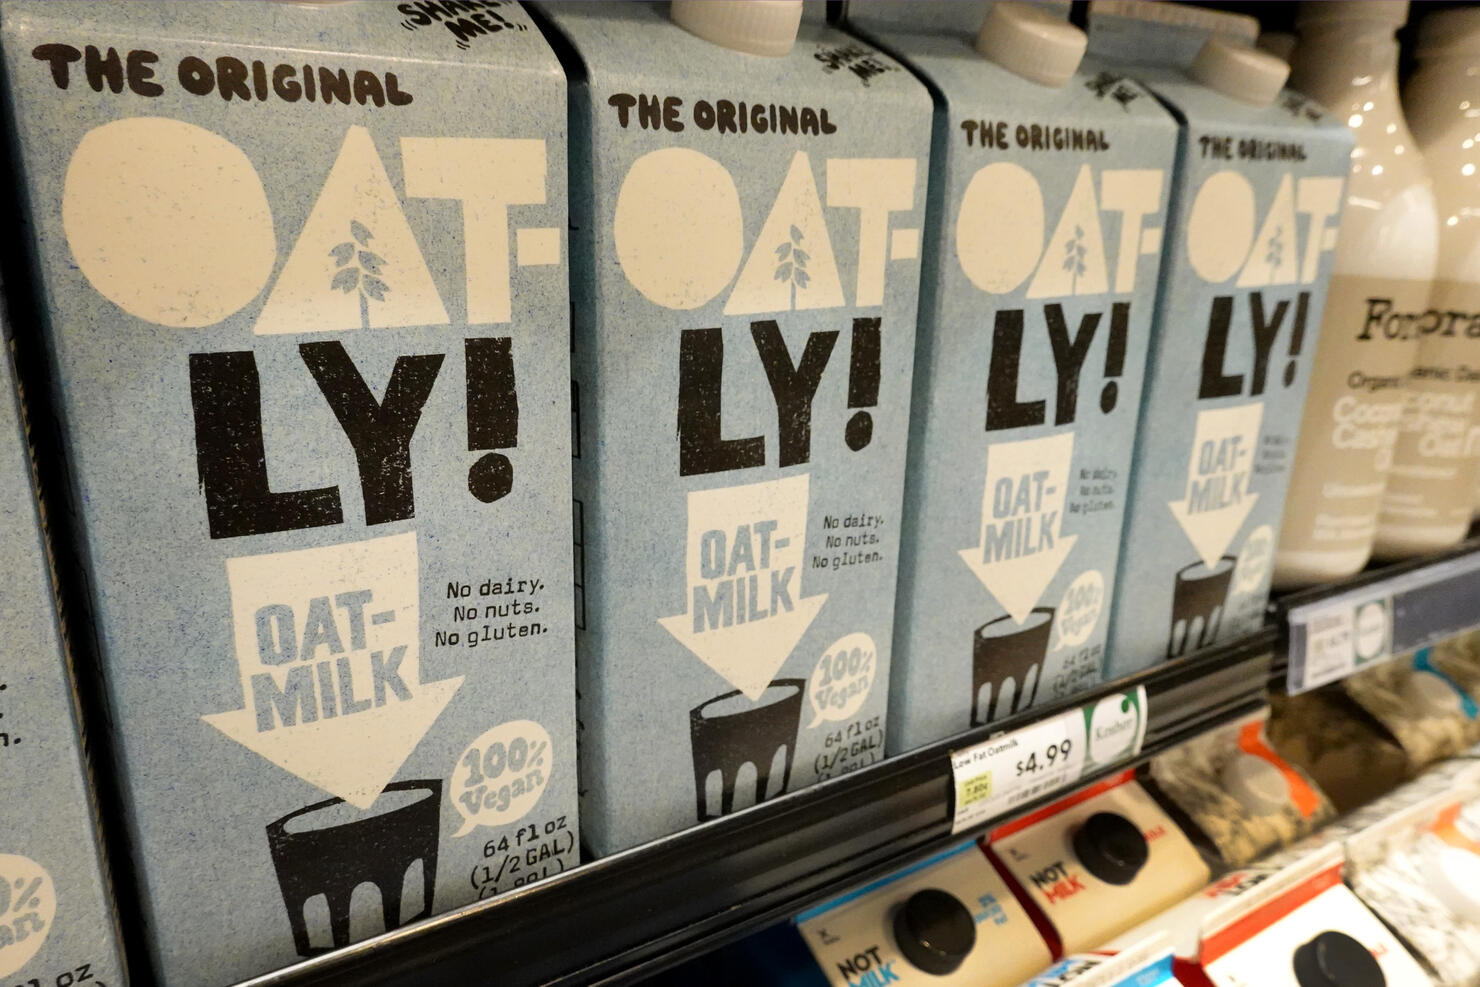 SHAKE
ME!
THE ORIGINAL
OAT-
LY!
OAT-
MILK
No dairy.
No nuts.
No gluten.
100%
Vegan
64 fl oz
(1/2 GAL)
THE ORIGINAL
OAT-
LY!
OAT-
MILK
No dairy.
No nuts.
No gluten.
100%
Vegan
64 fl oz
(1/2 GAL)
THE ORIGINAL
OAT-
LY!
OAT-
MILK
No dairy.
No nuts.
No gluten.
100%
Vegan
THE ORIGINAL
OAT-
LY!
OAT-
MILK
Low Fat Oatmilk
$4.99
Kosher
NOT
MILK
NOT
MILK